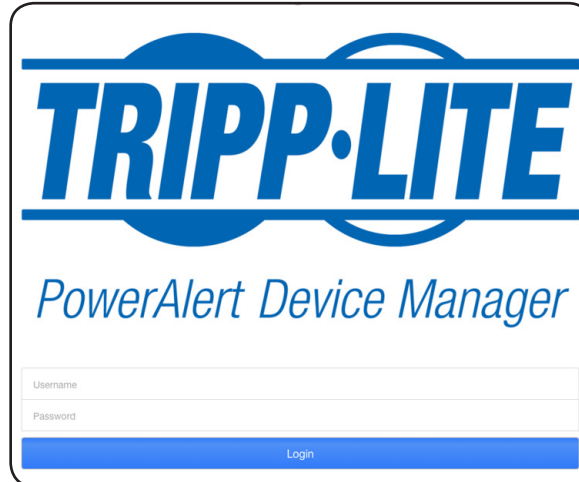 TRIPP·LITE
PowerAlert Device Manager
Username
Password
Login